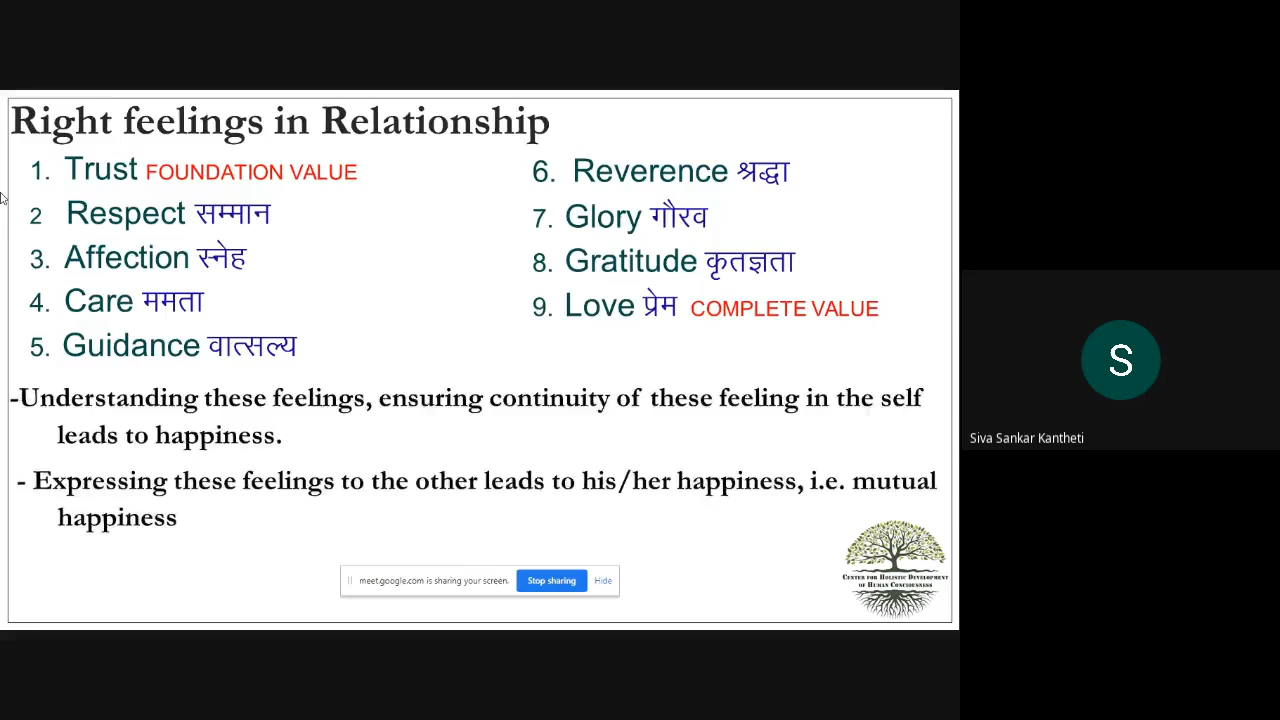 Right feelings in Relationship
1. Trust FOUNDATION VALUE
2 Respect सम्मान
3. Affection स्नेह
4. Care ममता
5. Guidance वात्सल्य
6. Reverence श्रद्धा
7. Glory गौरव
8. Gratitude कृतज्ञता
9. Love प्रेम COMPLETE VALUE
-Understanding these feelings, ensuring continuity of these feeling in the self
leads to happiness.
- Expressing these feelings to the other leads to his/her happiness, i.e. mutual
happiness
CENTER FOR HOLISTIC DEVELOPMENT
OF HUMAN CONCIOUSNESS
meet.google.com is sharing your screen.
Stop sharing
Hide
S
Siva Sankar Kantheti